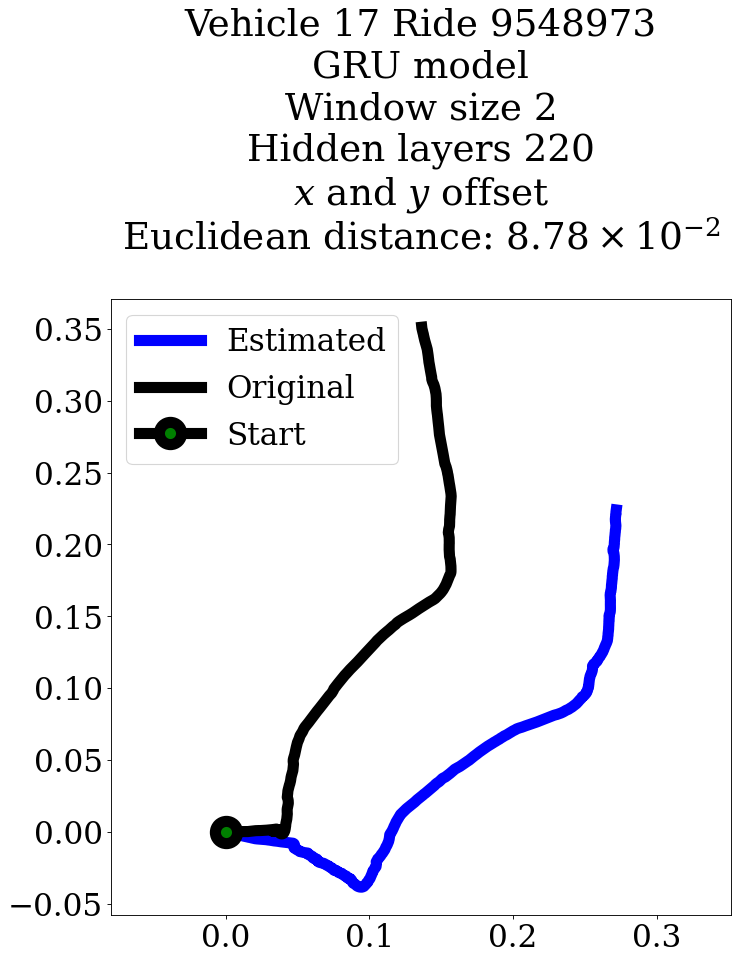 Vehicle 17 Ride 9548973
GRU model
Window size 2
Hidden layers 220
x and y offset
Euclidean distance: 8.78 × 10⁻²
Estimated
Original
Start
0.35
0.30
0.25
0.20
0.15
0.10
0.05
0.00
−0.05
0.0 0.1 0.2 0.3